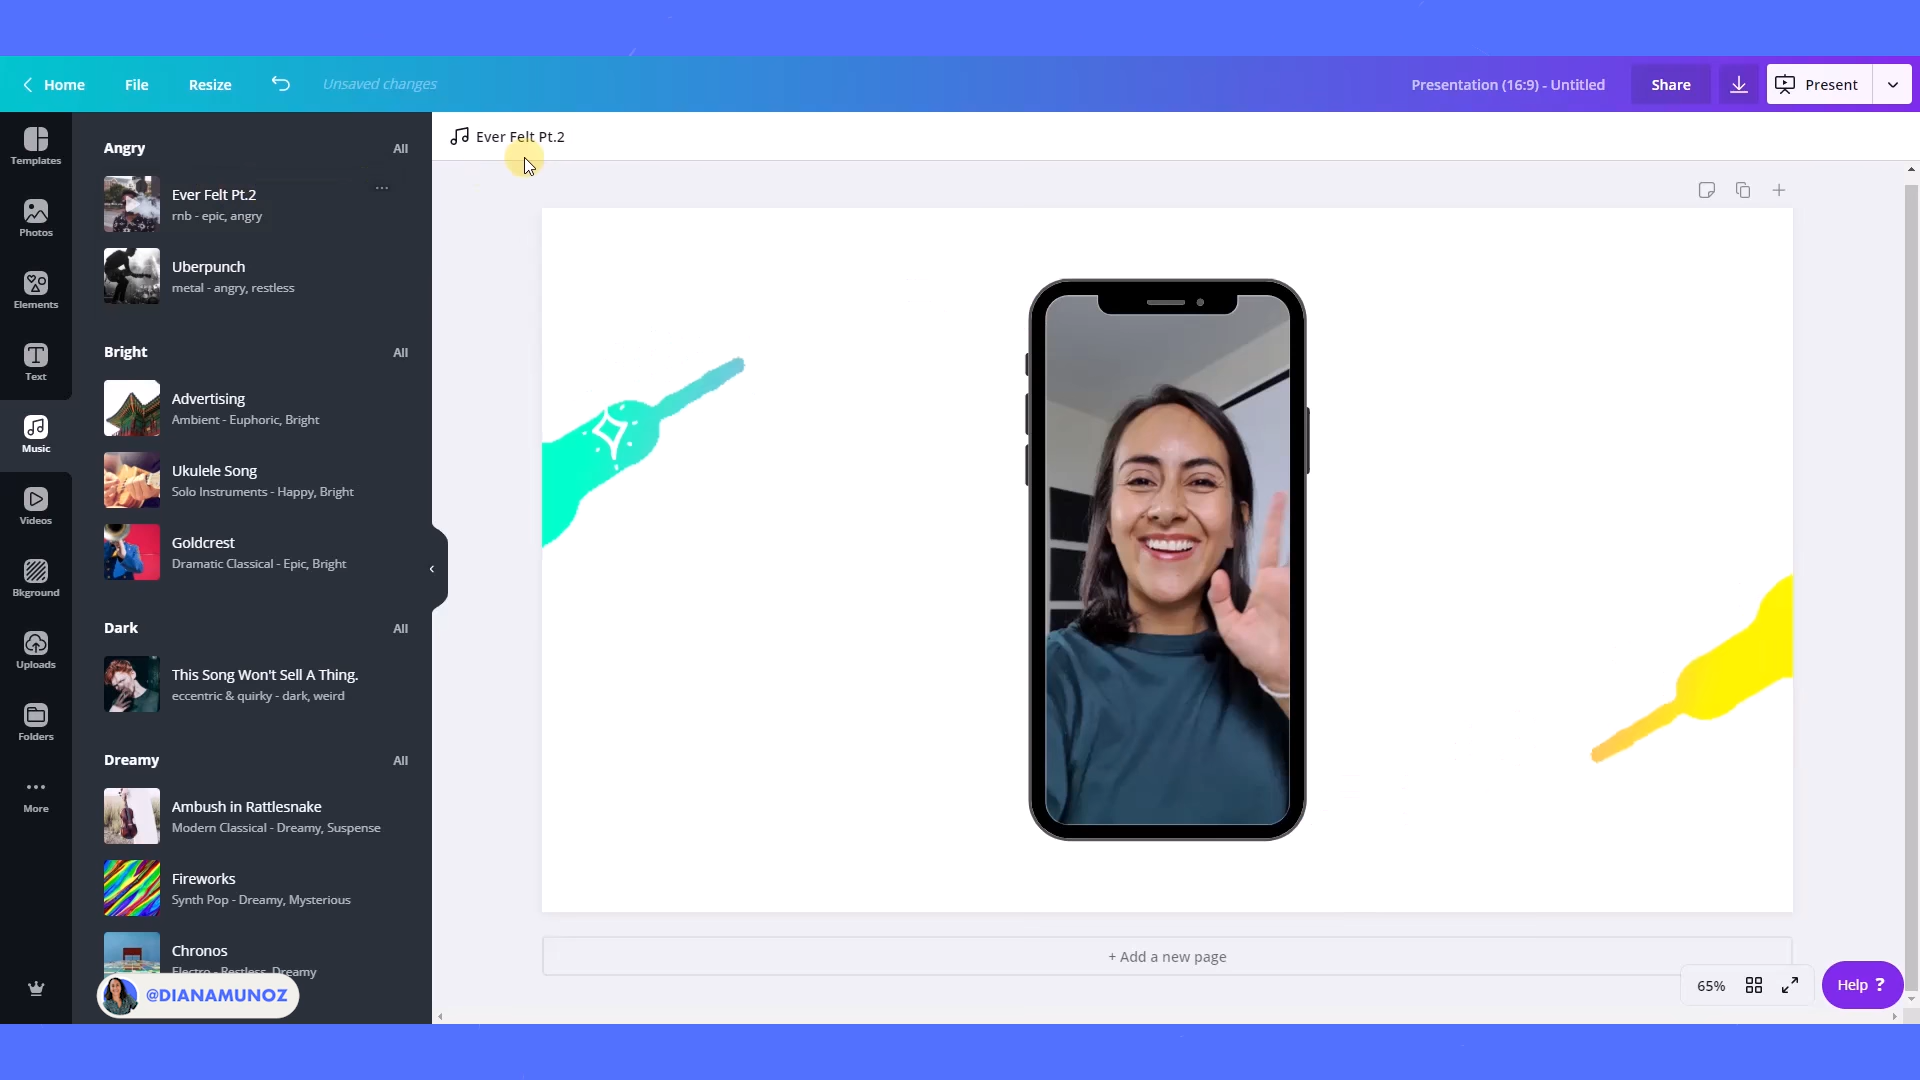 Home
File
Resize
Unsaved changes
Presentation (16:9) - Untitled
Share
Present
Templates
Photos
Elements
Text
Music
Videos
Bkground
Uploads
Folders
More
Angry
All
Ever Felt Pt.2
rnb - epic, angry
Uberpunch
metal - angry, restless
Bright
All
Advertising
Ambient - Euphoric, Bright
Ukulele Song
Solo Instruments - Happy, Bright
Goldcrest
Dramatic Classical - Epic, Bright
Dark
All
This Song Won't Sell A Thing.
eccentric & quirky - dark, weird
Dreamy
All
Ambush in Rattlesnake
Modern Classical - Dreamy, Suspense
Fireworks
Synth Pop - Dreamy, Mysterious
Chronos
Electro - Restless, Dreamy
@DIANAMUNOZ
Ever Felt Pt.2
+ Add a new page
65%
Help ?